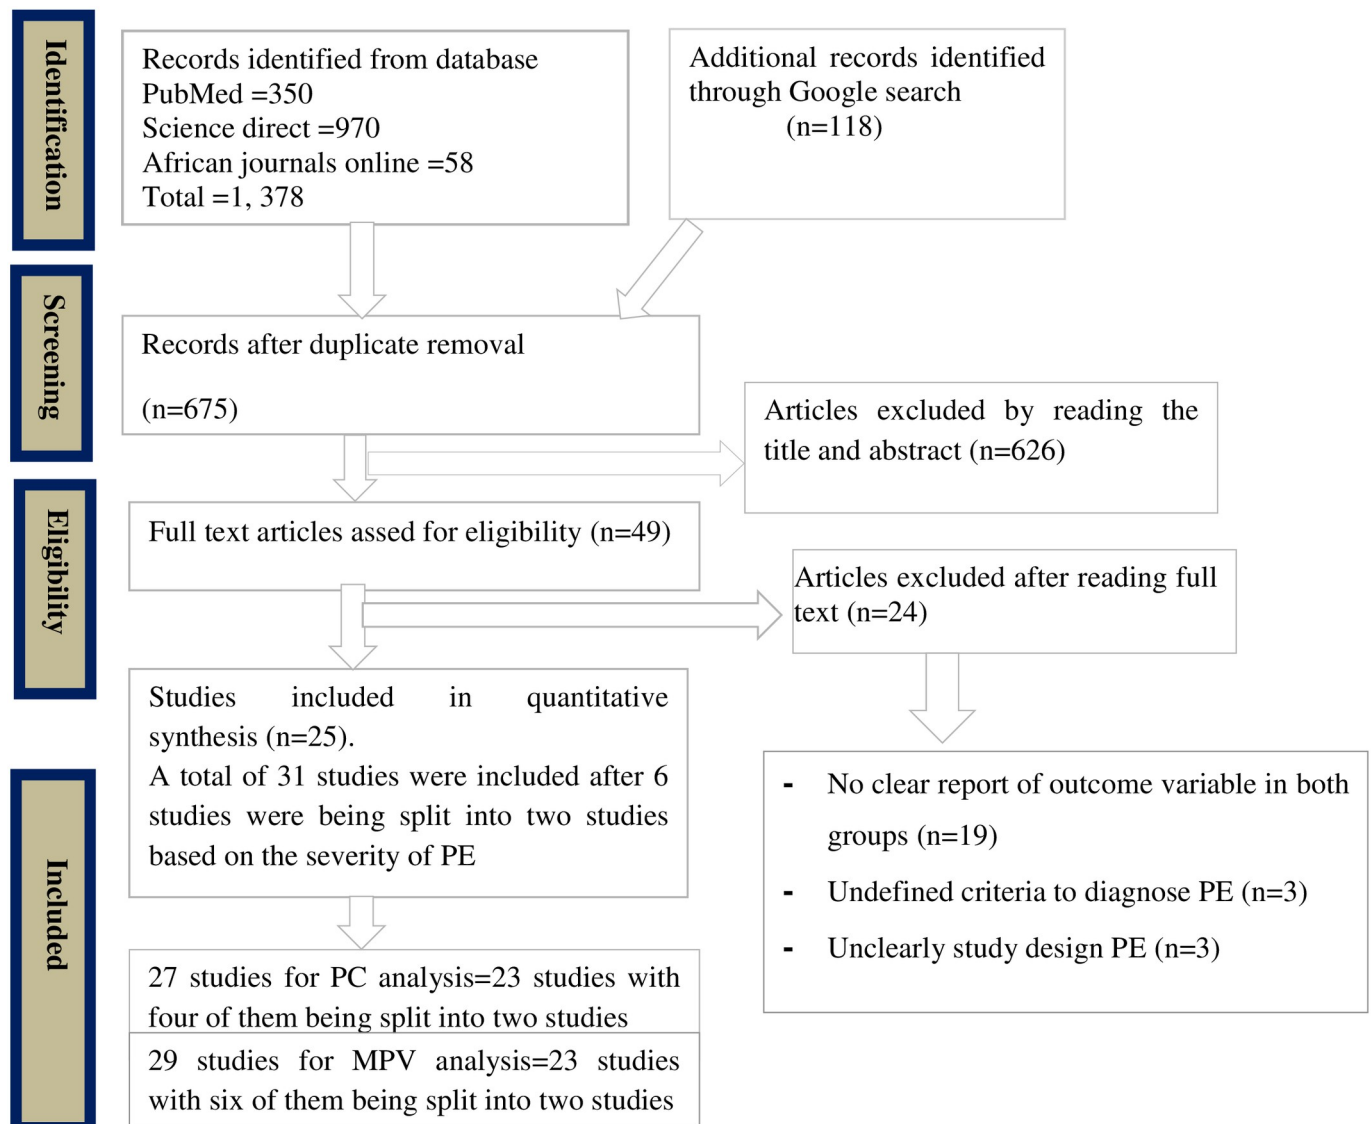 Identification
Records identified from database
PubMed =350
Science direct =970
African journals online =58
Total =1, 378
Additional records identified
through Google search
(n=118)
Screening
Records after duplicate removal
(n=675)
Articles excluded by reading the
title and abstract (n=626)
Eligibility
Full text articles assed for eligibility (n=49)
Articles excluded after reading full
text (n=24)
Studies included in quantitative
synthesis (n=25).
A total of 31 studies were included after 6
studies were being split into two studies
based on the severity of PE
- No clear report of outcome variable in both
groups (n=19)
- Undefined criteria to diagnose PE (n=3)
- Unclearly study design PE (n=3)
Included
27 studies for PC analysis=23 studies with
four of them being split into two studies
29 studies for MPV analysis=23 studies
with six of them being split into two studies